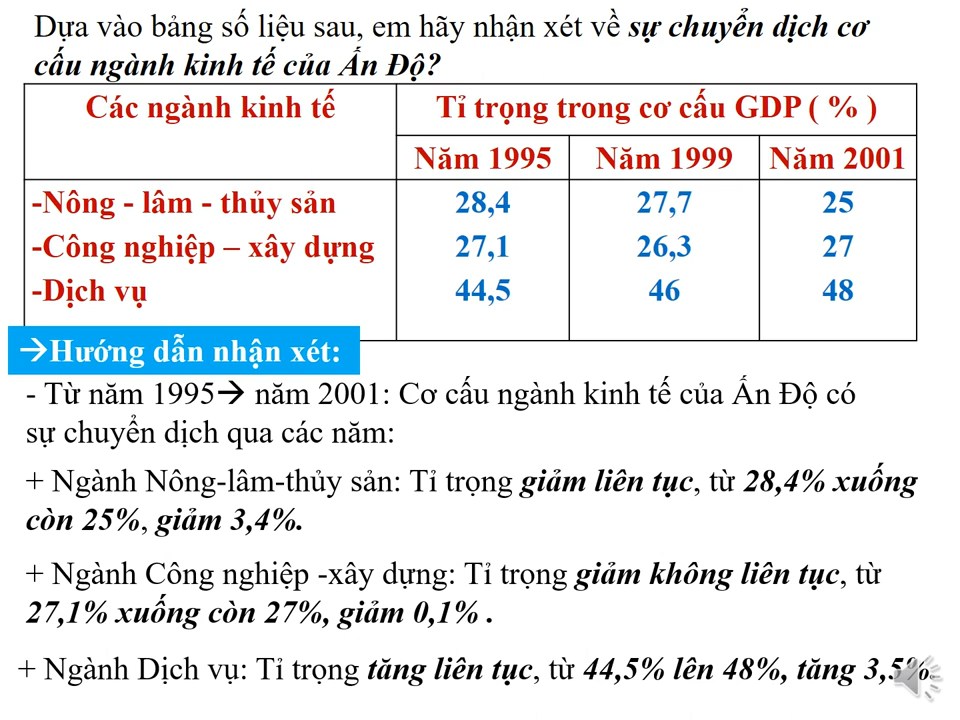 Dựa vào bảng số liệu sau, em hãy nhận xét về sự chuyển dịch cơ
cấu ngành kinh tế của Ấn Độ?
Các ngành kinh tế
Tỉ trọng trong cơ cấu GDP ( % )
Năm 1995 Năm 1999 Năm 2001
-Nông - lâm - thủy sản 28,4 27,7 25
-Công nghiệp – xây dựng 27,1 26,3 27
-Dịch vụ 44,5 46 48
→Hướng dẫn nhận xét:
- Từ năm 1995→ năm 2001: Cơ cấu ngành kinh tế của Ấn Độ có
sự chuyển dịch qua các năm:
+ Ngành Nông-lâm-thủy sản: Tỉ trọng giảm liên tục, từ 28,4% xuống
còn 25%, giảm 3,4%.
+ Ngành Công nghiệp -xây dựng: Tỉ trọng giảm không liên tục, từ
27,1% xuống còn 27%, giảm 0,1% .
+ Ngành Dịch vụ: Tỉ trọng tăng liên tục, từ 44,5% lên 48%, tăng 3,5%.